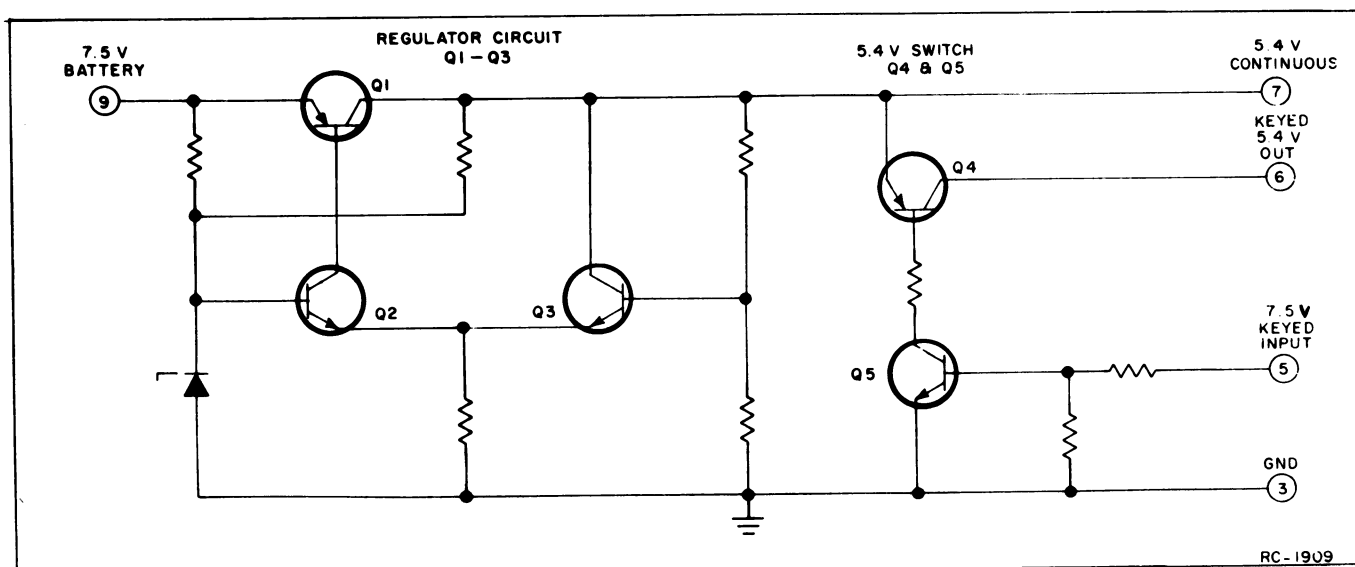 7.5 V
BATTERY
9
REGULATOR CIRCUIT
Q1-Q3
Q1
5.4 V SWITCH
Q4 & Q5
5.4 V
CONTINUOUS
7
KEYED
5.4 V
OUT
6
Q4
Q2
Q3
7.5 V
KEYED
INPUT
5
Q5
GND
3
RC-1909